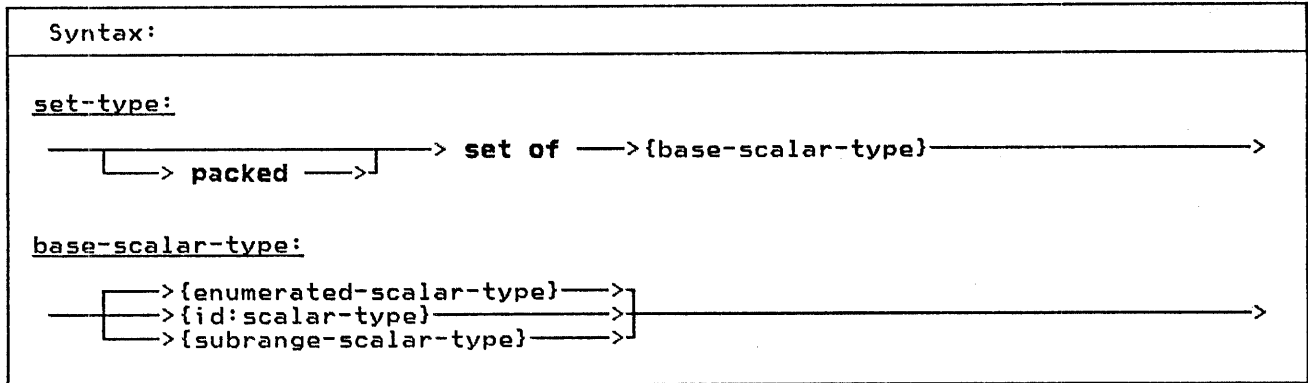 Syntax:
set-type:
set of {base-scalar-type}
packed
base-scalar-type:
{enumerated-scalar-type}
{id:scalar-type}
{subrange-scalar-type}